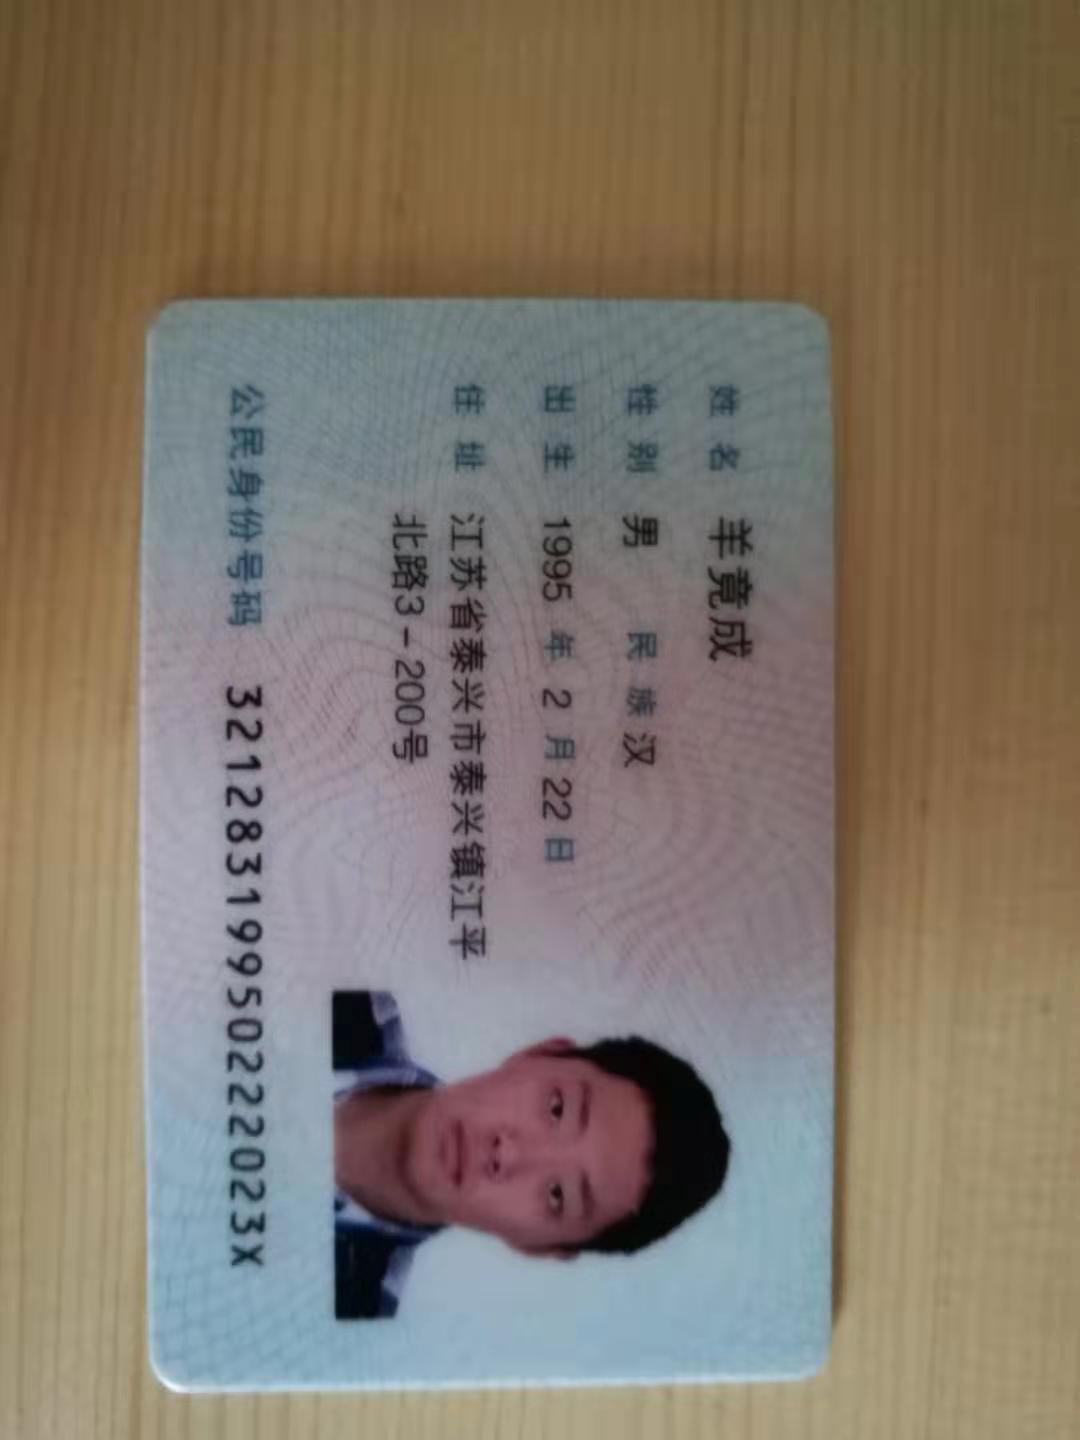 姓名 羊竟成
性别 男 民族 汉
出生 1995 年 2 月 22 日
住址 江苏省泰兴市泰兴镇江平
北路3-200号
公民身份号码 32128319950222023X